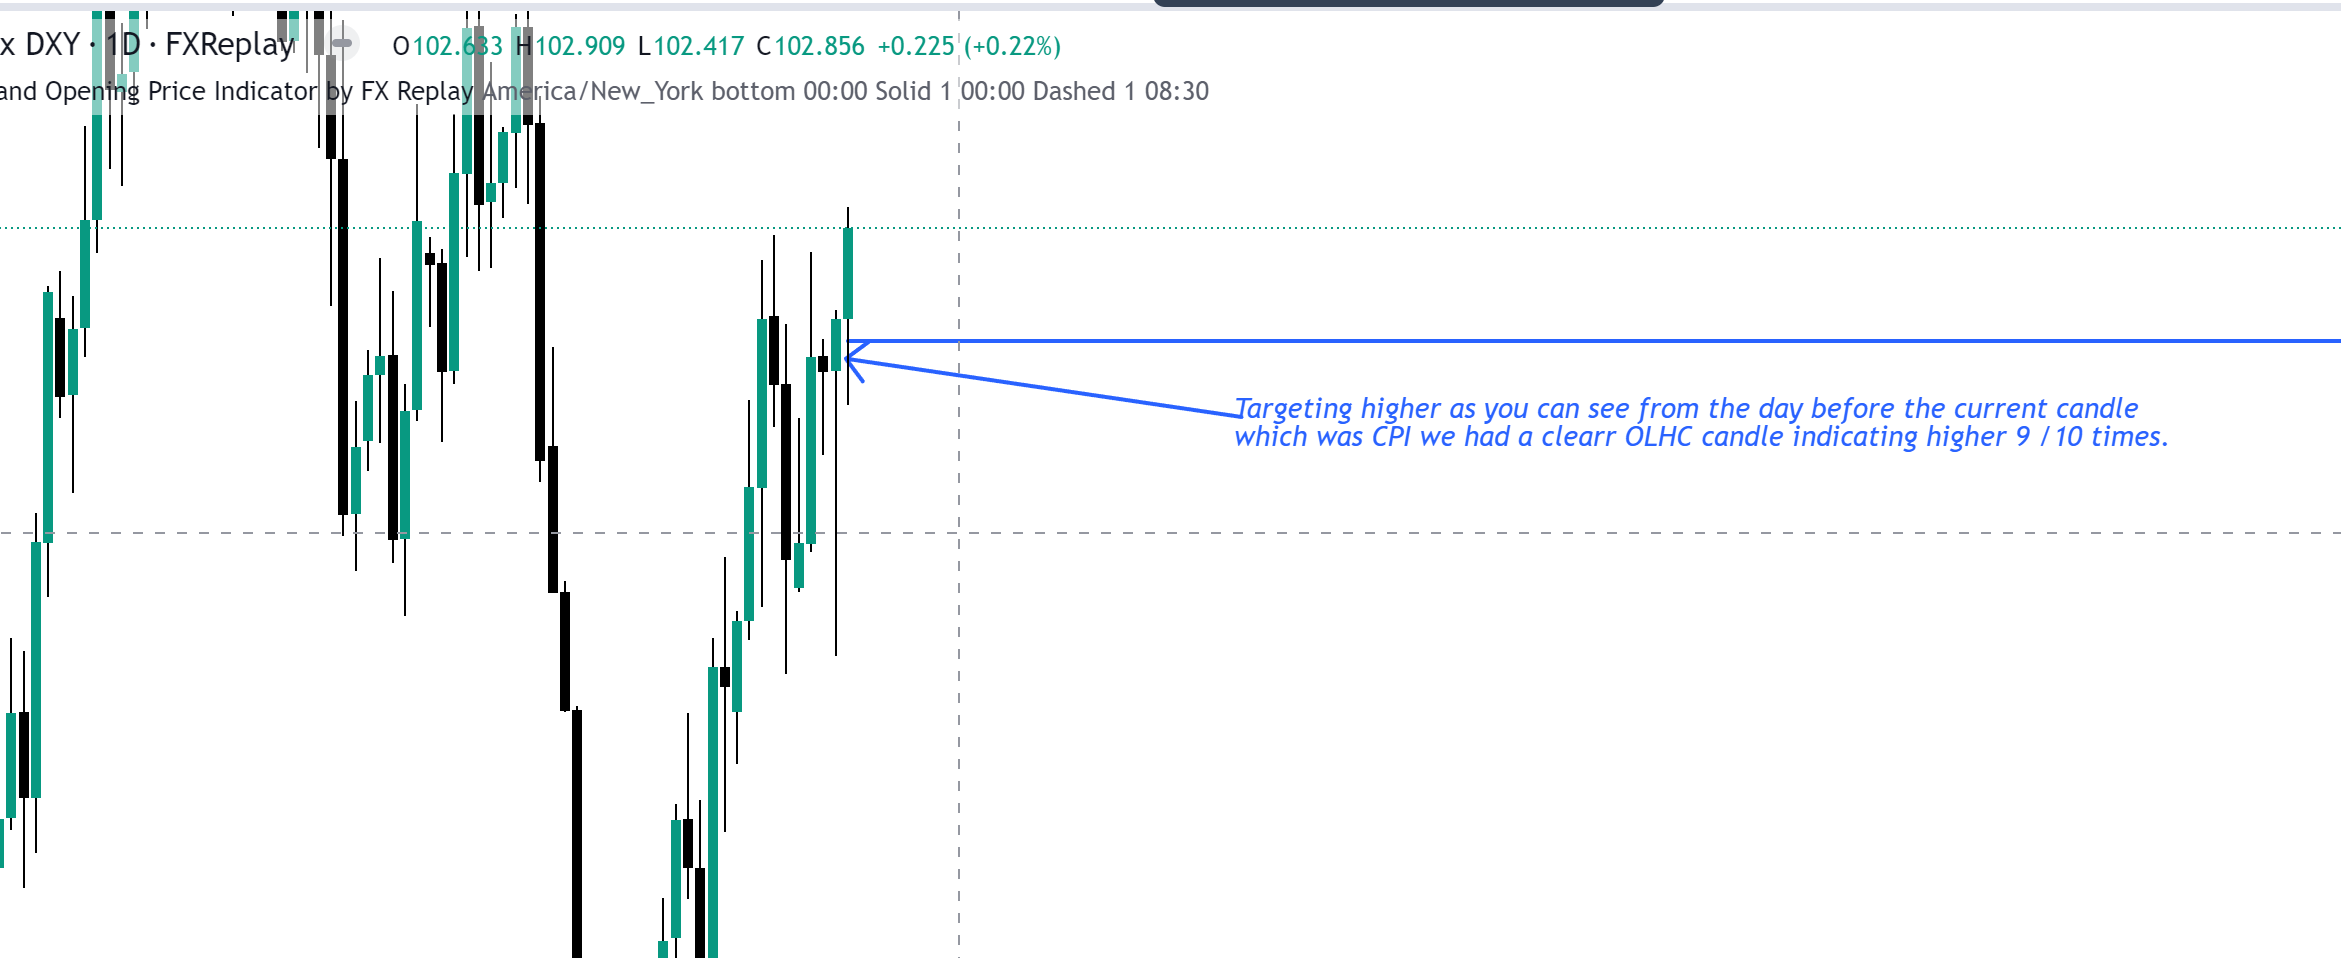 x DXY · 1D · FXReplay O102.633 H102.909 L102.417 C102.856 +0.225 (+0.22%)
and Opening Price Indicator by FX Replay America/New_York bottom 00:00 Solid 1 00:00 Dashed 1 08:30
Targeting higher as you can see from the day before the current candle
which was CPI we had a clearr OLHC candle indicating higher 9 /10 times.